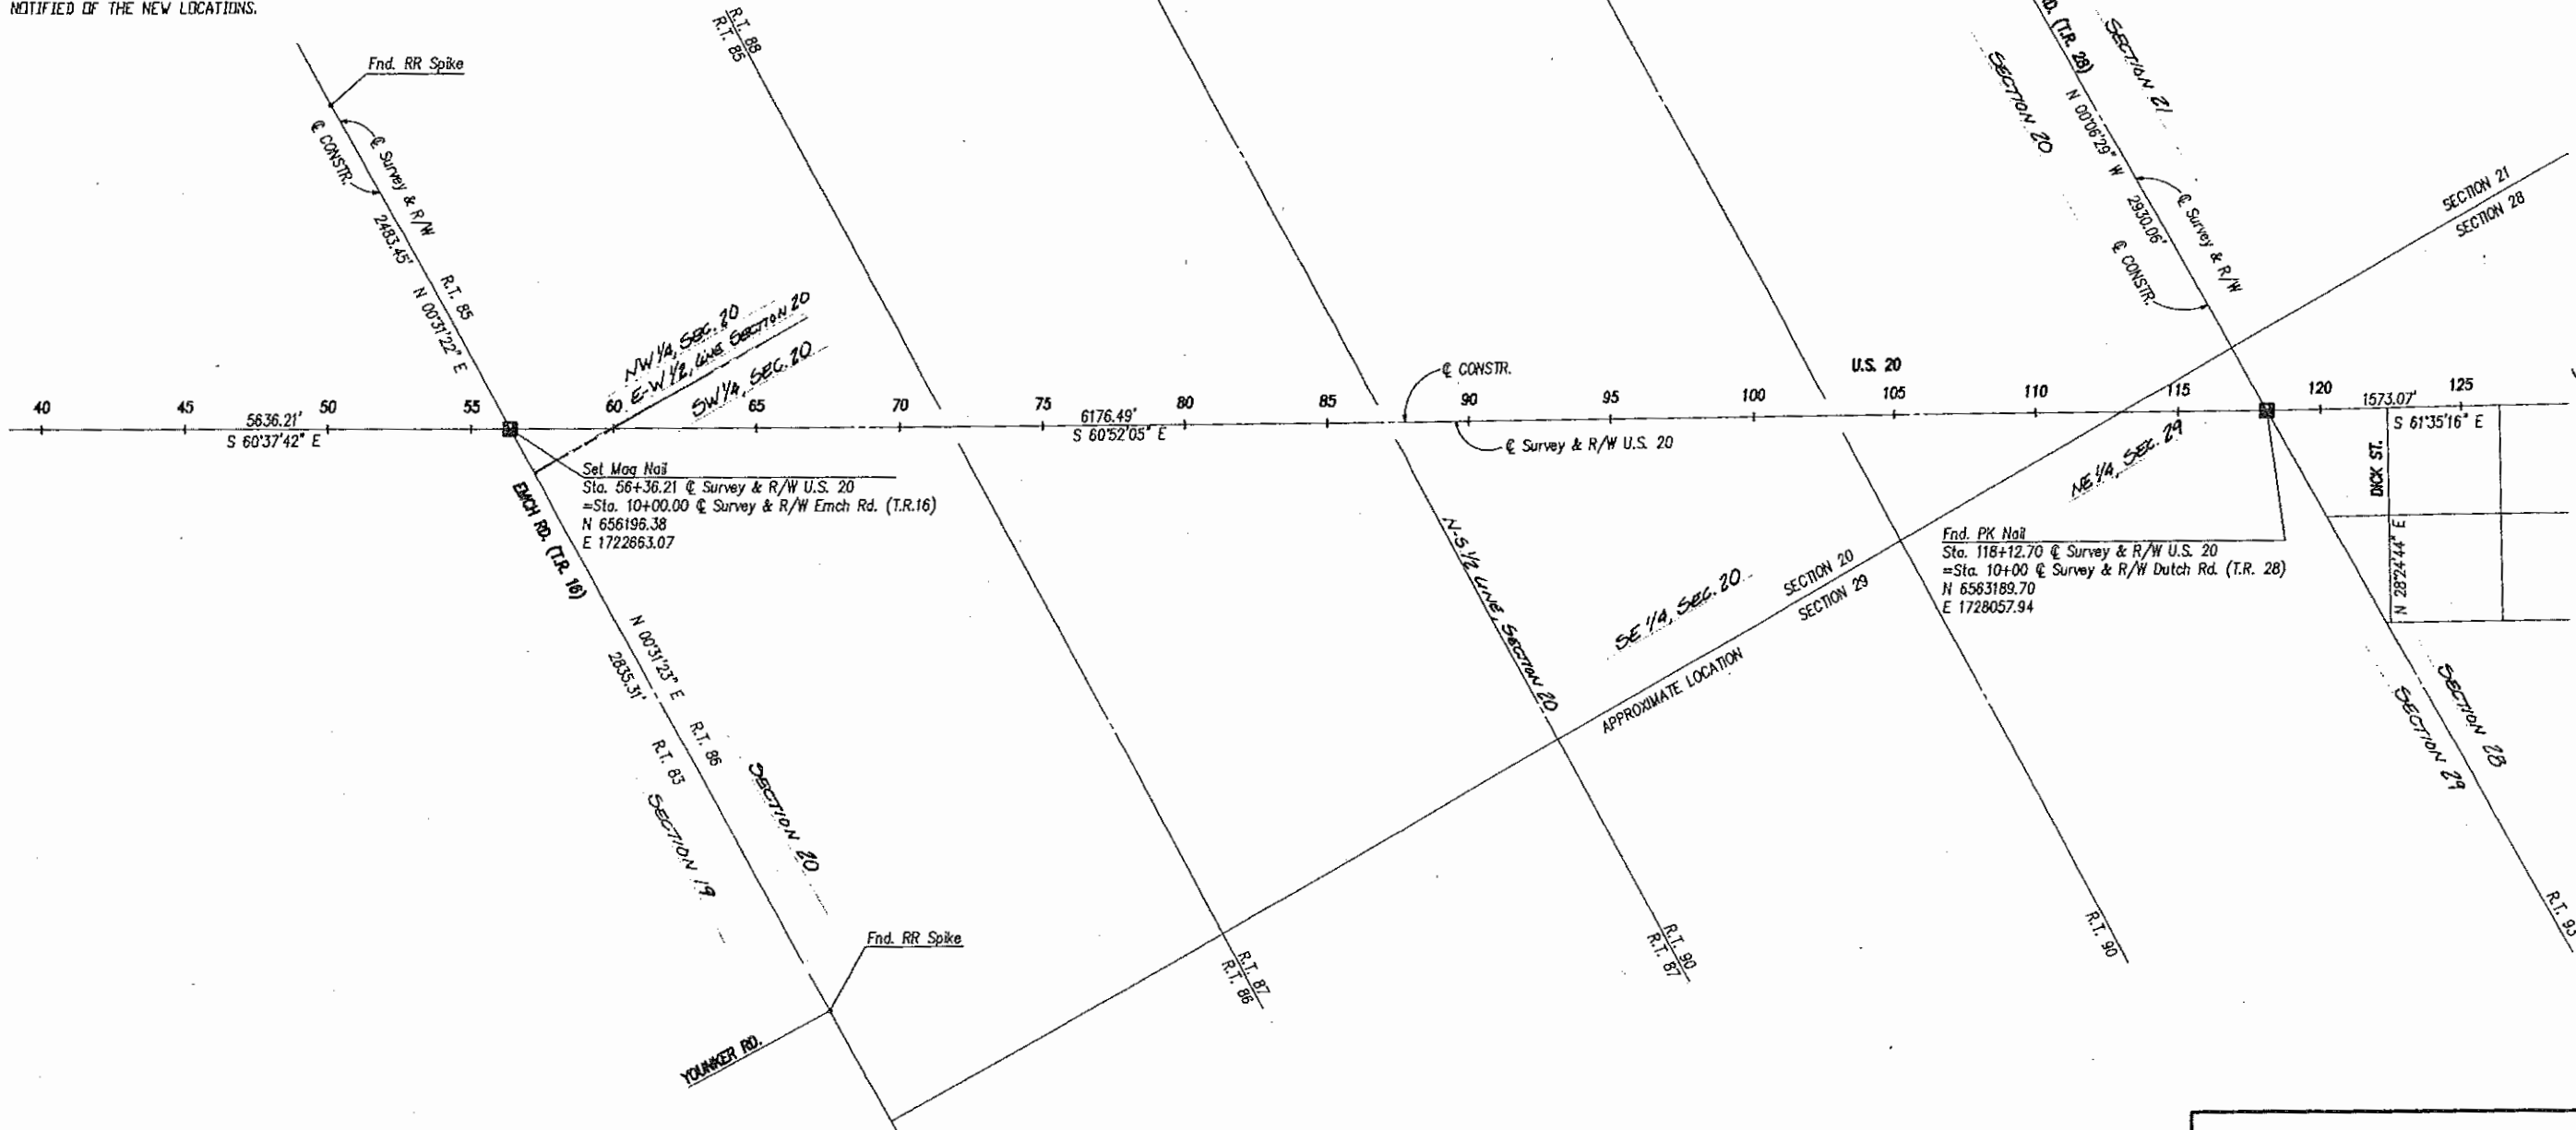 NOTIFIED OF THE NEW LOCATIONS.
Fnd. RR Spike
℄ CONSTR.
℄ Survey & R/W
2483.45'
N 00°31'22" E
R.T. 85
R.T. 88
R.T. 85
NW 1/4, SEC. 20
E-W 1/2, LINE SECTION 20
SW 1/4, SEC. 20
SECTION 20
RD. (T.R. 28)
SECTION 21
N 00°06'29" W
2930.06'
℄ Survey & R/W
℄ CONSTR.
SECTION 21
SECTION 28
U.S. 20
℄ CONSTR.
40 45 50 55 60 65 70 75 80 85 90 95 100 105 110 115 120 125
5636.21'
S 60°37'42" E
6176.49'
S 60°52'05" E
1573.07'
S 61°35'16" E
℄ Survey & R/W U.S. 20
Set Mag Nail
Sta. 56+36.21 ℄ Survey & R/W U.S. 20
=Sta. 10+00.00 ℄ Survey & R/W Emch Rd. (T.R.16)
N 656196.38
E 1722663.07
EMCH RD. (T.R. 16)
NE 1/4, SEC. 29
DICK ST.
N 28°24'44" E
Fnd. PK Nail
Sta. 118+12.70 ℄ Survey & R/W U.S. 20
=Sta. 10+00 ℄ Survey & R/W Dutch Rd. (T.R. 28)
N 6563189.70
E 1728057.94
N-S 1/2 LINE, SECTION 20
SE 1/4, SEC. 20
SECTION 20
SECTION 29
APPROXIMATE LOCATION
N 00°31'23" E
2835.31'
R.T. 86
R.T. 83
SECTION 20
SECTION 19
SECTION 28
SECTION 29
Fnd. RR Spike
YOUNKER RD.
R.T. 87
R.T. 86
R.T. 90
R.T. 87
R.T. 90
R.T. 93